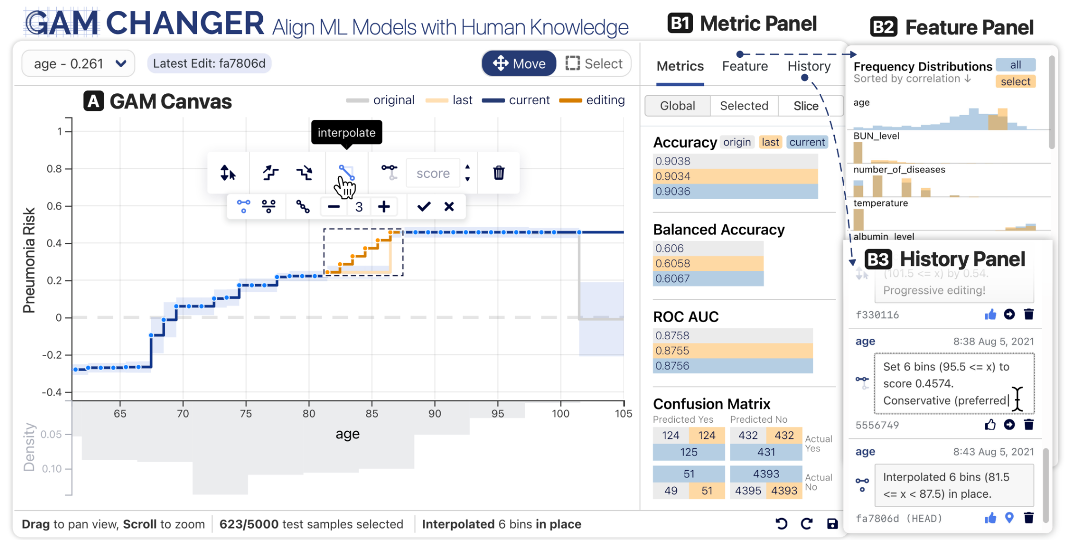 GAM CHANGER Align ML Models with Human Knowledge
age - 0.261
Latest Edit: fa7806d
Move
Select
A GAM Canvas
original
last
current
editing
interpolate
score
3
Pneumonia Risk
1
0.8
0.6
0.4
0.2
0
-0.2
-0.4
65
70
75
80
85
90
95
100
105
age
Density
0.05
0.10
Drag to pan view, Scroll to zoom
623/5000 test samples selected
Interpolated 6 bins in place
B1 Metric Panel
Metrics
Feature
History
Global
Selected
Slice
Accuracy
origin
last
current
0.9038
0.9034
0.9036
Balanced Accuracy
0.606
0.6058
0.6067
ROC AUC
0.8758
0.8755
0.8756
Confusion Matrix
Predicted Yes
Predicted No
124
124
432
432
125
431
Actual
Yes
51
4393
49
51
4395
4393
Actual
No
B2 Feature Panel
Frequency Distributions
all
Sorted by correlation ↓
select
age
BUN_level
number_of_diseases
temperature
albumin_level
B3 History Panel
(101.5 <= x) by 0.54.
Progressive editing!
f330116
age
8:38 Aug 5, 2021
Set 6 bins (95.5 <= x) to
score 0.4574.
Conservative (preferred
5556749
age
8:43 Aug 5, 2021
Interpolated 6 bins (81.5
<= x < 87.5) in place.
fa7806d (HEAD)